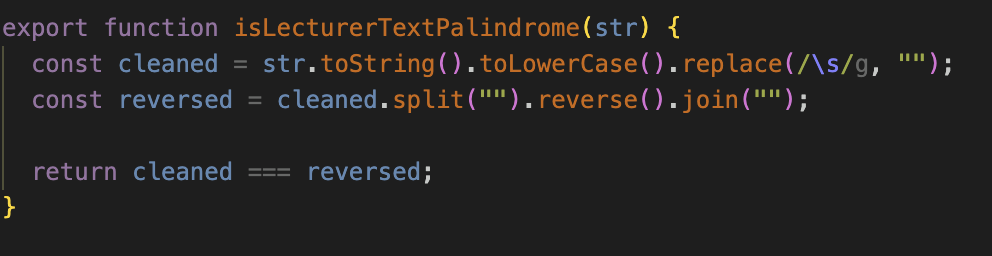 export function isLecturerTextPalindrome(str) {
  const cleaned = str.toString().toLowerCase().replace(/\s/g, "");
  const reversed = cleaned.split("").reverse().join("");

  return cleaned === reversed;
}